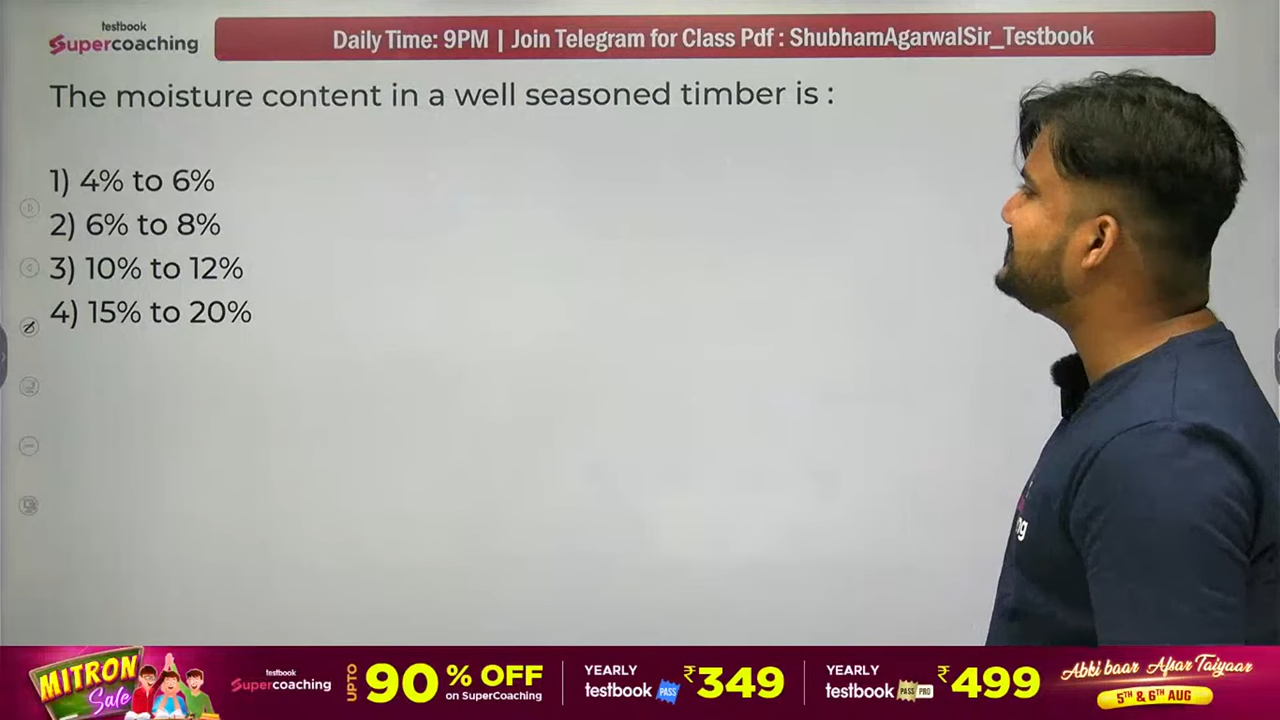 testbook
Supercoaching
Daily Time: 9PM | Join Telegram for Class Pdf : ShubhamAgarwalSir_Testbook
The moisture content in a well seasoned timber is :
1) 4% to 6%
2) 6% to 8%
3) 10% to 12%
4) 15% to 20%
og
MITRON
Sale
testbook
Supercoaching
UPTO
90% OFF
on SuperCoaching
YEARLY
testbook PASS
₹349
YEARLY
testbook PASS PRO
₹499
Abki baar Afsar Taiyaar
5TH & 6TH AUG